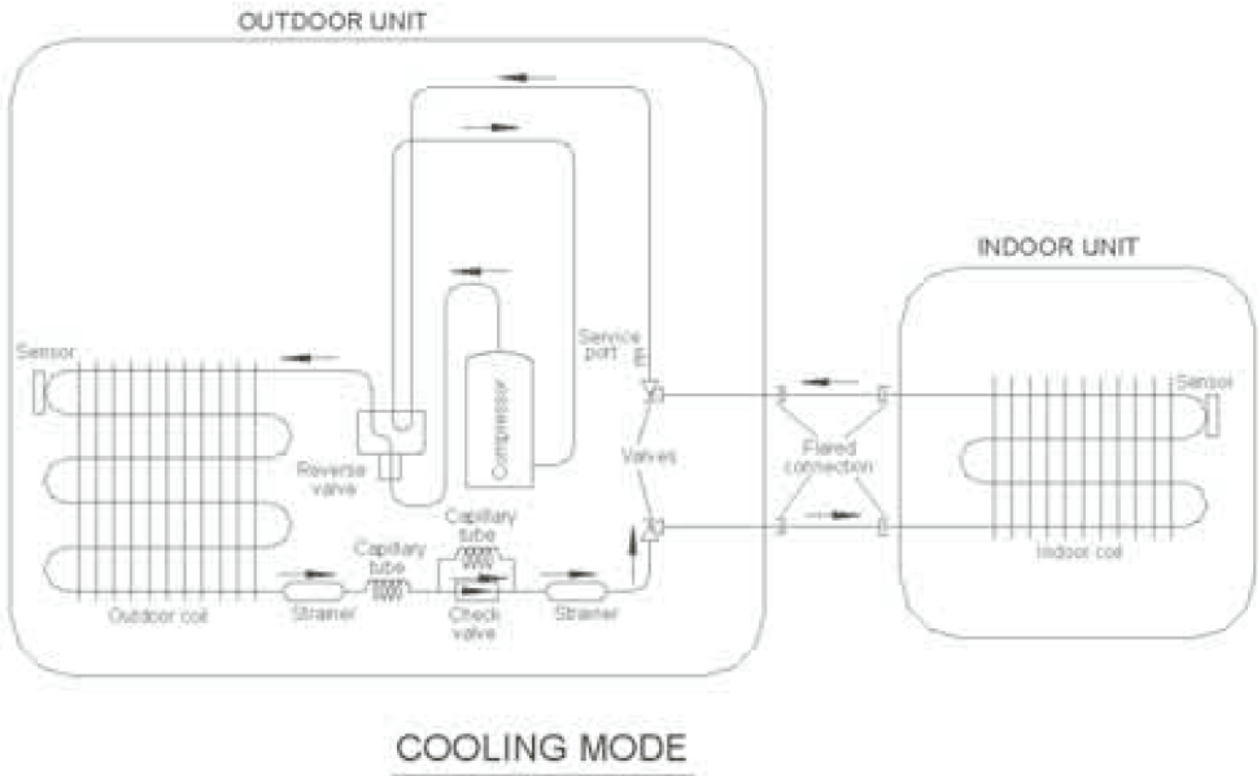 OUTDOOR UNIT
INDOOR UNIT
Service
port
Sensor
Compressor
Sensor
Valves
Flared
connection
Reverse
valve
Capillary
tube
Capillary
tube
Indoor coil
Outdoor coil
Strainer
Check
valve
Strainer
COOLING MODE